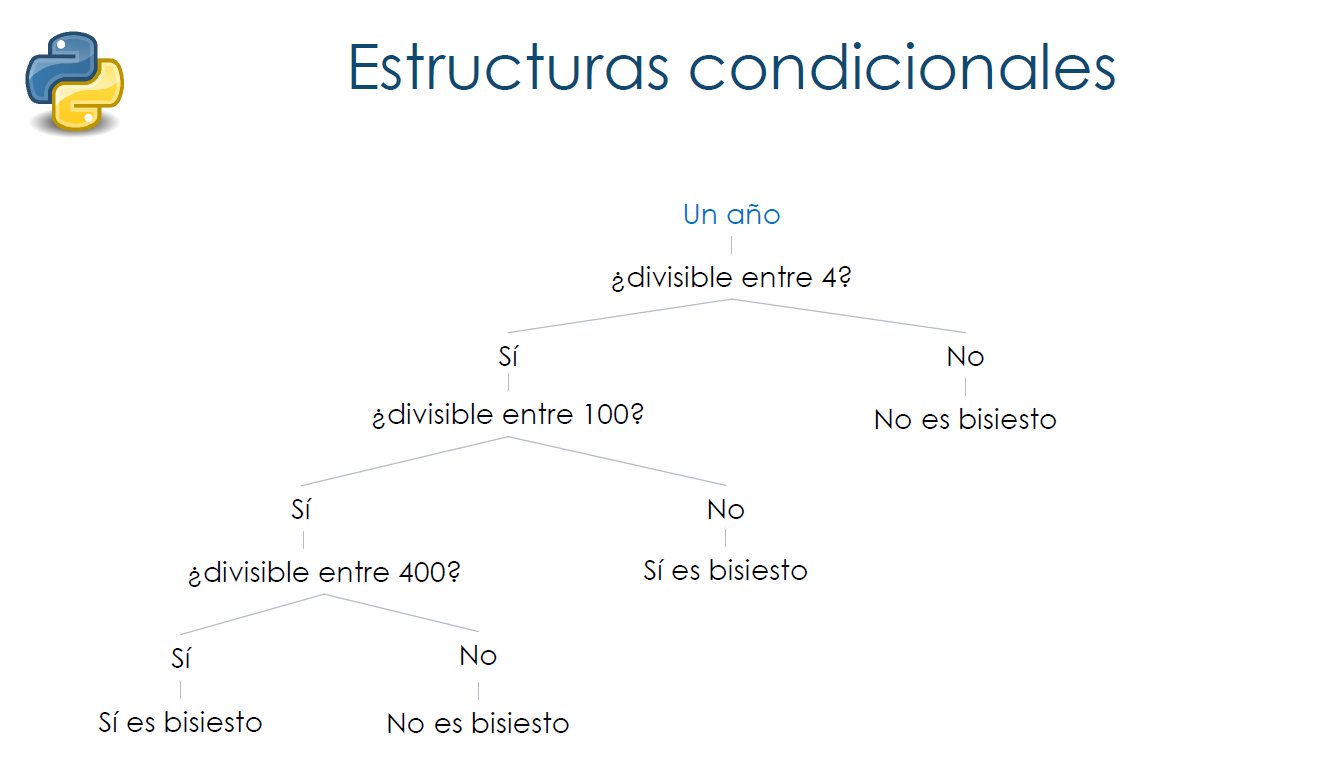 Estructuras condicionales
Un año
¿divisible entre 4?
Sí
No
¿divisible entre 100?
No es bisiesto
Sí
No
¿divisible entre 400?
Sí es bisiesto
Sí
No
Sí es bisiesto
No es bisiesto